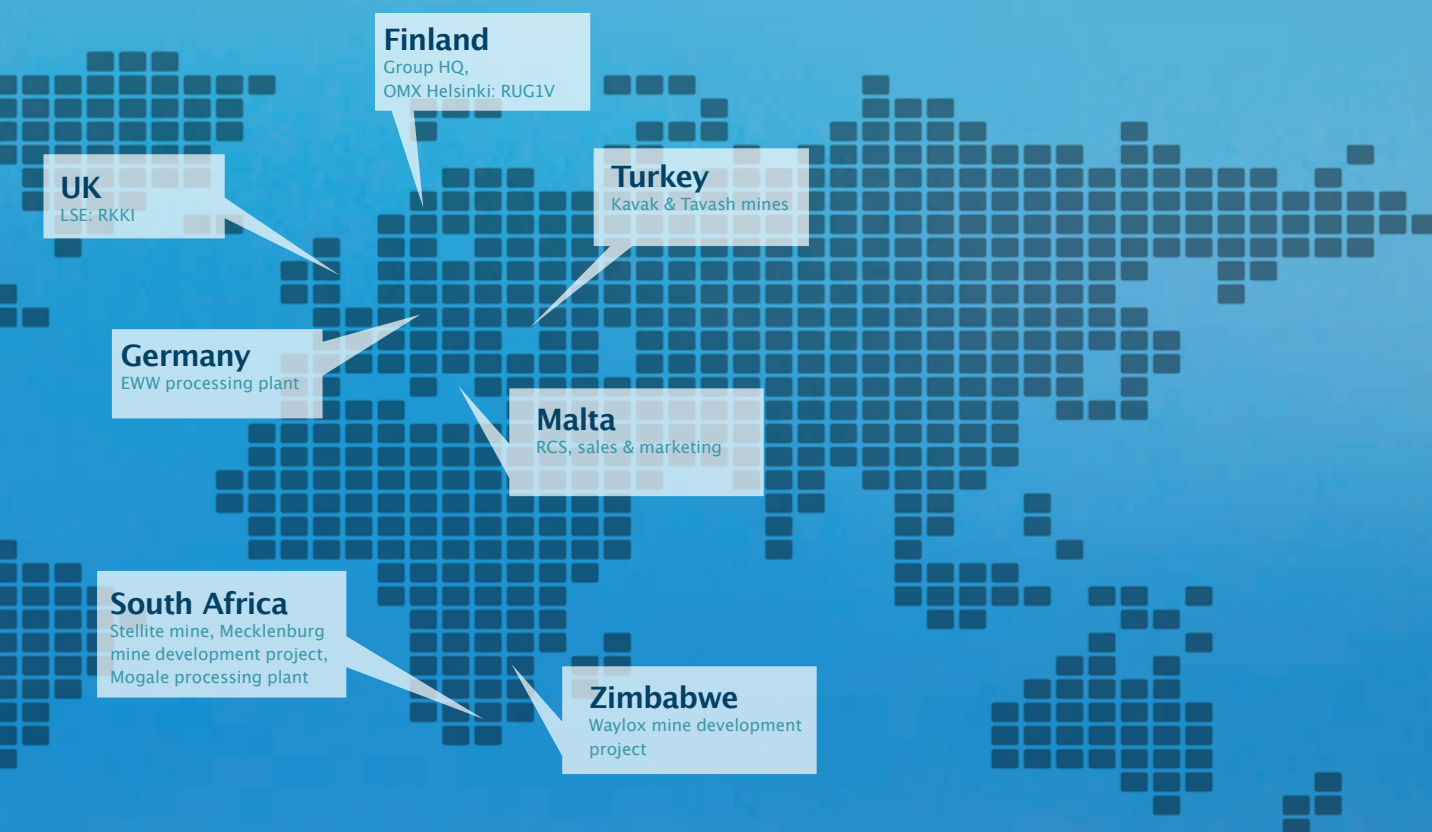 Finland
Group HQ,
OMX Helsinki: RUG1V
UK
LSE: RKKI
Turkey
Kavak & Tavash mines
Germany
EWW processing plant
Malta
RCS, sales & marketing
South Africa
Stellite mine, Mecklenburg
mine development project,
Mogale processing plant
Zimbabwe
Waylox mine development
project